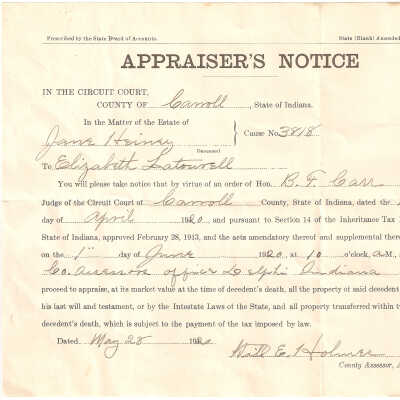 Prescribed by the State Board of Accounts. State (Blank) Amended
APPRAISER'S NOTICE
IN THE CIRCUIT COURT,
COUNTY OF Carroll, State of Indiana.
In the Matter of the Estate of
Jane Heiney Cause No. 3818
Deceased
To Elizabeth Latourell
You will please take notice that by virtue of an order of Hon. B. F. Carr
Judges of the Circuit Court of Carroll County, State of Indiana, dated the
day of April 1920, and pursuant to Section 14 of the Inheritance Tax
State of Indiana, approved February 28, 1913, and the acts amendatory thereof and supplemental there
on the 1" day of June 1920, at 10 o'clock a.M.,
Co. Assessors office Delphi Indiana
proceed to appraise, at its market value at the time of decedent's death, all the property of said decedent
his last will and testament, or by the Intestate Laws of the State, and all property transferred within t
decedent's death, which is subject to the payment of the tax imposed by law.
Dated. May 28 1920
Will E. Holmes
County Assessor,